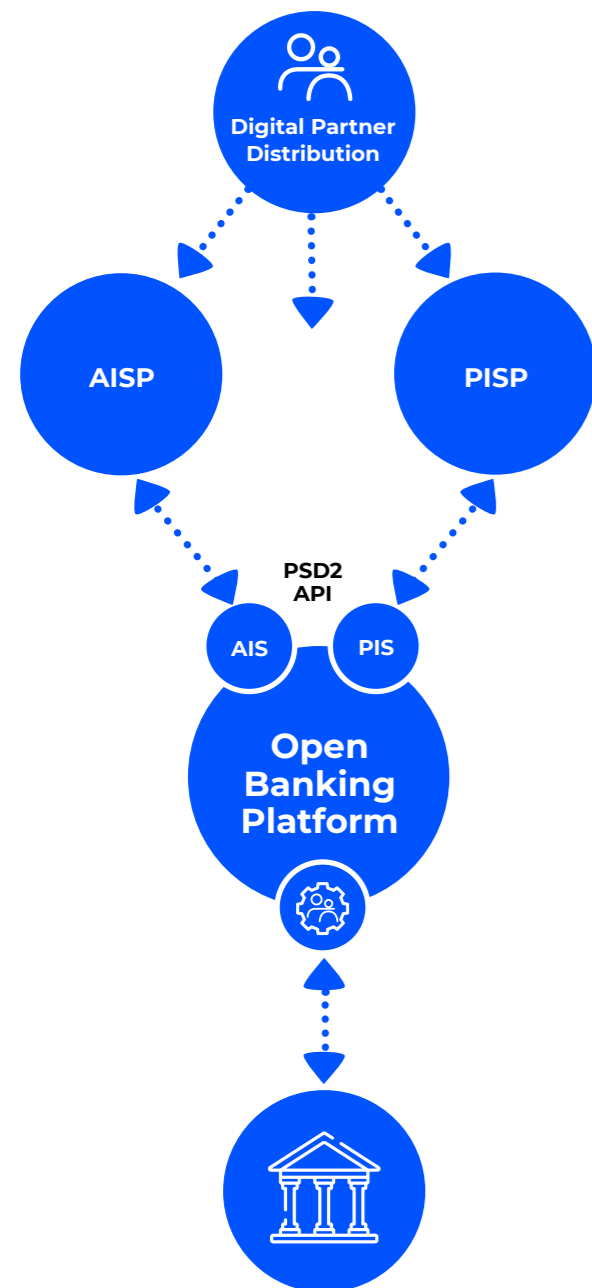 Digital Partner
Distribution
AISP
PISP
PSD2
API
AIS
PIS
Open
Banking
Platform